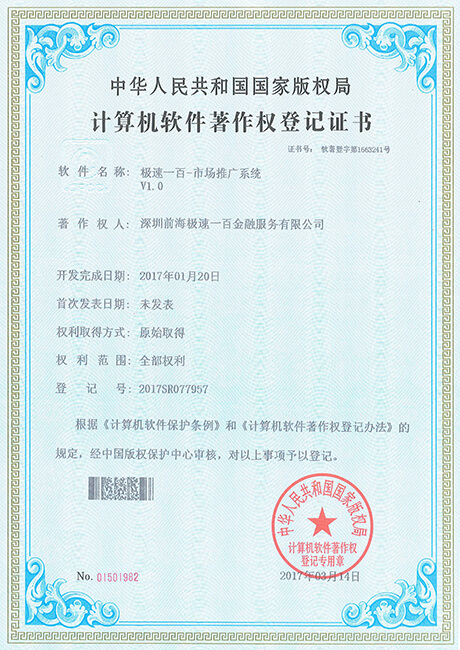 中华人民共和国国家版权局
计算机软件著作权登记证书
证书号： 软著登字第1663241号
软件名称： 极速一百-市场推广系统
V1.0
著作权人： 深圳前海极速一百金融服务有限公司
开发完成日期： 2017年01月20日
首次发表日期： 未发表
权利取得方式： 原始取得
权利范围： 全部权利
登记号： 2017SR077957
根据《计算机软件保护条例》和《计算机软件著作权登记办法》的
规定，经中国版权保护中心审核，对以上事项予以登记。
中华人民共和国国家版权局
计算机软件著作权
登记专用章
No. 01501982
2017年03月14日